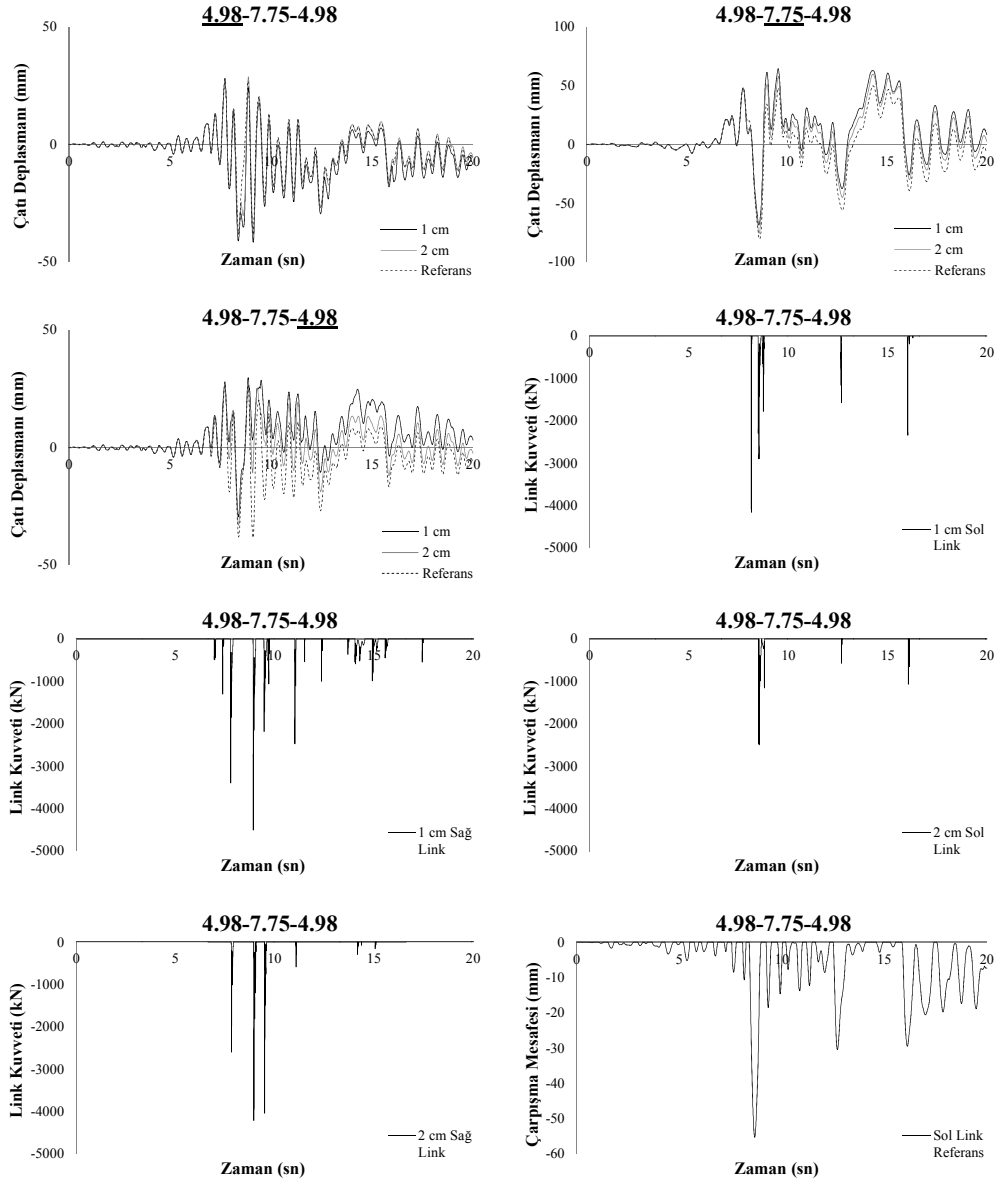 4.98-7.75-4.98
50
0
-50
0
5
10
15
20
Çatı Deplasmanı (mm)
Zaman (sn)
1 cm
2 cm
Referans
4.98-7.75-4.98
100
50
0
-50
-100
0
5
10
15
20
Çatı Deplasmanı (mm)
Zaman (sn)
1 cm
2 cm
Referans
4.98-7.75-4.98
50
0
-50
0
5
10
15
20
Çatı Deplasmanı (mm)
Zaman (sn)
1 cm
2 cm
Referans
4.98-7.75-4.98
0
-1000
-2000
-3000
-4000
-5000
0
5
10
15
20
Link Kuvveti (kN)
Zaman (sn)
1 cm Sol
Link
4.98-7.75-4.98
0
-1000
-2000
-3000
-4000
-5000
0
5
10
15
20
Link Kuvveti (kN)
Zaman (sn)
1 cm Sağ
Link
4.98-7.75-4.98
0
-1000
-2000
-3000
-4000
-5000
0
5
10
15
20
Link Kuvveti (kN)
Zaman (sn)
2 cm Sol
Link
4.98-7.75-4.98
0
-1000
-2000
-3000
-4000
-5000
0
5
10
15
20
Link Kuvveti (kN)
Zaman (sn)
2 cm Sağ
Link
4.98-7.75-4.98
0
-10
-20
-30
-40
-50
-60
0
5
10
15
20
Çarpışma Mesafesi (mm)
Zaman (sn)
Sol Link
Referans